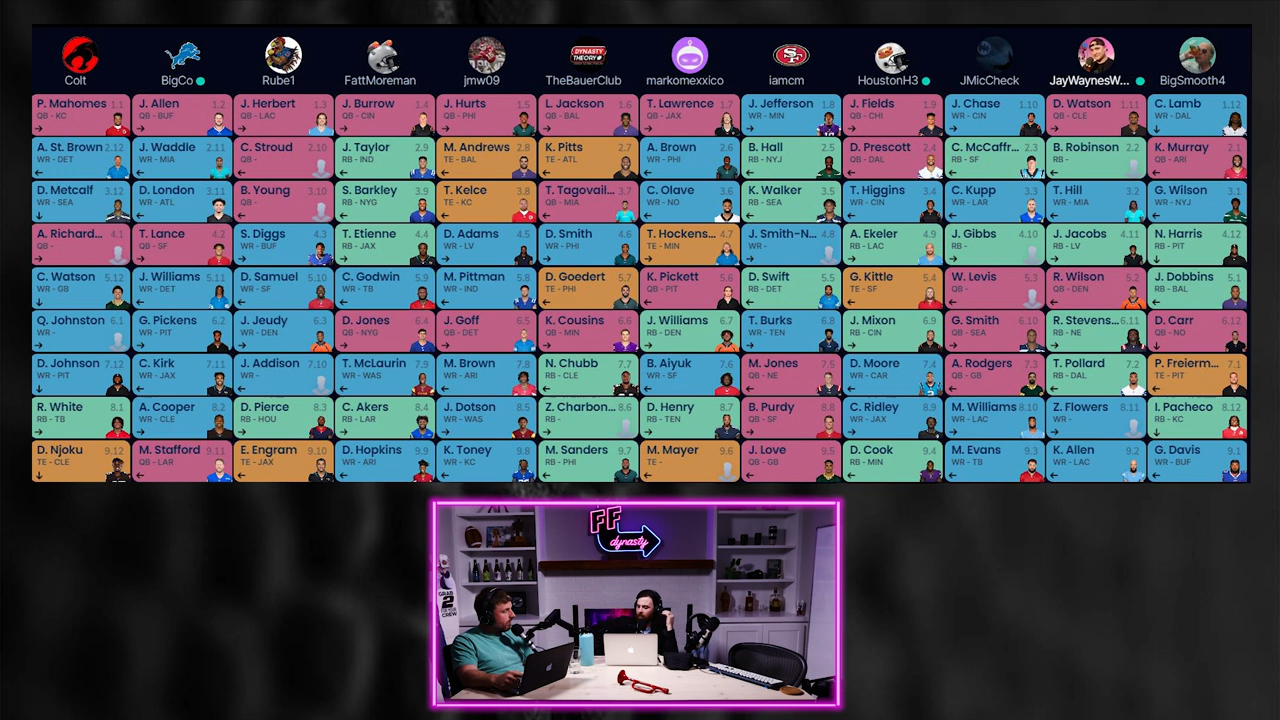 DYNASTY THEORY
Colt BigCo Rube1 FattMoreman jmw09 TheBauerClub markomexxico iamcm HoustonH3 JMicCheck JayWaynesW... BigSmooth4
P. Mahomes 1.1 J. Allen 1.2 J. Herbert 1.3 J. Burrow 1.4 J. Hurts 1.5 L. Jackson 1.6 T. Lawrence 1.7 J. Jefferson 1.8 J. Fields 1.9 J. Chase 1.10 D. Watson 1.11 C. Lamb 1.12
QB - KC QB - BUF QB - LAC QB - CIN QB - PHI QB - BAL QB - JAX WR - MIN QB - CHI WR - CIN QB - CLE WR - DAL
A. St. Brown 2.12 J. Waddle 2.11 C. Stroud 2.10 J. Taylor 2.9 M. Andrews 2.8 K. Pitts 2.7 A. Brown 2.6 B. Hall 2.5 D. Prescott 2.4 C. McCaffr... 2.3 B. Robinson 2.2 K. Murray 2.1
WR - DET WR - MIA QB - RB - IND TE - BAL TE - ATL WR - PHI RB - NYJ QB - DAL RB - SF RB - QB - ARI
D. Metcalf 3.12 D. London 3.11 B. Young 3.10 S. Barkley 3.9 T. Kelce 3.8 T. Tagovail... 3.7 C. Olave 3.6 K. Walker 3.5 T. Higgins 3.4 C. Kupp 3.3 T. Hill 3.2 G. Wilson 3.1
WR - SEA WR - ATL QB - RB - NYG TE - KC QB - MIA WR - NO RB - SEA WR - CIN WR - LAR WR - MIA WR - NYJ
A. Richard... 4.1 T. Lance 4.2 S. Diggs 4.3 T. Etienne 4.4 D. Adams 4.5 D. Smith 4.6 T. Hockens... 4.7 J. Smith-N... 4.8 A. Ekeler 4.9 J. Gibbs 4.10 J. Jacobs 4.11 N. Harris 4.12
QB - QB - SF WR - BUF RB - JAX WR - LV WR - PHI TE - MIN WR - RB - LAC RB - RB - LV RB - PIT
C. Watson 5.12 J. Williams 5.11 D. Samuel 5.10 C. Godwin 5.9 M. Pittman 5.8 D. Goedert 5.7 K. Pickett 5.6 D. Swift 5.5 G. Kittle 5.4 W. Levis 5.3 R. Wilson 5.2 J. Dobbins 5.1
WR - GB WR - DET WR - SF WR - TB WR - IND TE - PHI QB - PIT RB - DET TE - SF QB - QB - DEN RB - BAL
Q. Johnston 6.1 G. Pickens 6.2 J. Jeudy 6.3 D. Jones 6.4 J. Goff 6.5 K. Cousins 6.6 J. Williams 6.7 T. Burks 6.8 J. Mixon 6.9 G. Smith 6.10 R. Stevens... 6.11 D. Carr 6.12
WR - WR - PIT WR - DEN QB - NYG QB - DET QB - MIN RB - DEN WR - TEN RB - CIN QB - SEA RB - NE QB - NO
D. Johnson 7.12 C. Kirk 7.11 J. Addison 7.10 T. McLaurin 7.9 M. Brown 7.8 N. Chubb 7.7 B. Aiyuk 7.6 M. Jones 7.5 D. Moore 7.4 A. Rodgers 7.3 T. Pollard 7.2 P. Freierm... 7.1
WR - PIT WR - JAX WR - WR - WAS WR - ARI RB - CLE WR - SF QB - NE WR - CAR QB - GB RB - DAL TE - PIT
R. White 8.1 A. Cooper 8.2 D. Pierce 8.3 C. Akers 8.4 J. Dotson 8.5 Z. Charbon... 8.6 D. Henry 8.7 B. Purdy 8.8 C. Ridley 8.9 M. Williams 8.10 Z. Flowers 8.11 I. Pacheco 8.12
RB - TB WR - CLE RB - HOU RB - LAR WR - WAS RB - RB - TEN QB - SF WR - JAX WR - LAC WR - RB - KC
D. Njoku 9.12 M. Stafford 9.11 E. Engram 9.10 D. Hopkins 9.9 K. Toney 9.8 M. Sanders 9.7 M. Mayer 9.6 J. Love 9.5 D. Cook 9.4 M. Evans 9.3 K. Allen 9.2 G. Davis 9.1
TE - CLE QB - LAR TE - JAX WR - ARI WR - KC RB - PHI TE - QB - GB RB - MIN WR - TB WR - LAC WR - BUF
FF
dynasty
GRAB
2
FOR YOUR
CREW